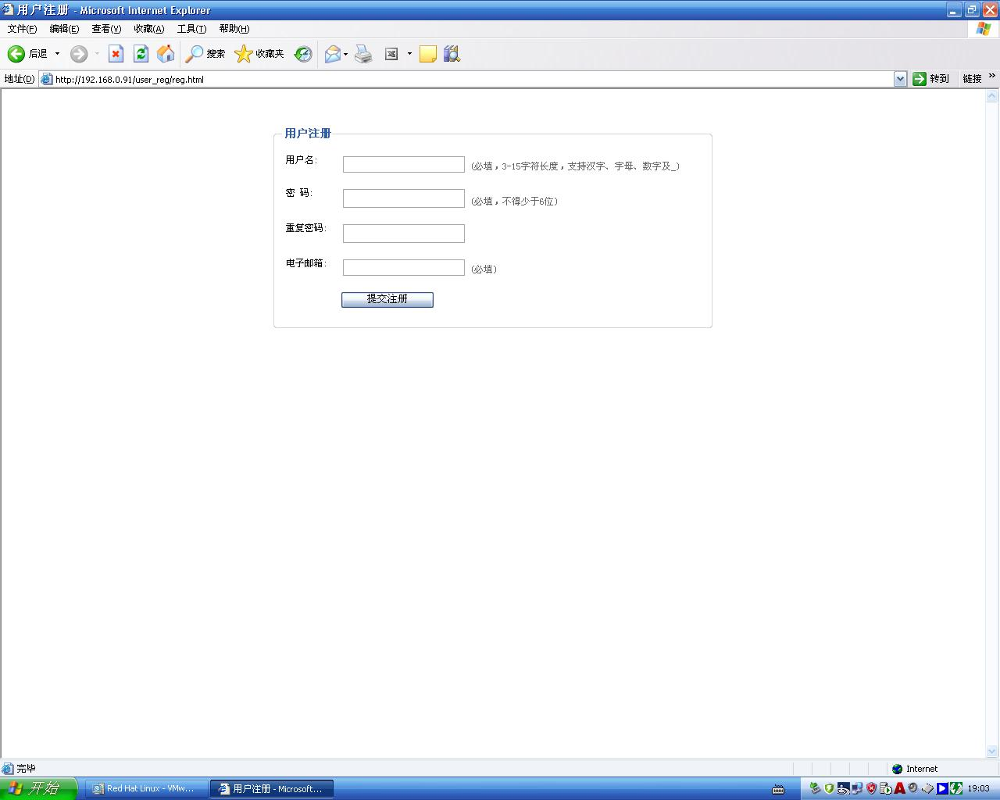 用户注册 - Microsoft Internet Explorer
文件(F) 编辑(E) 查看(V) 收藏(A) 工具(T) 帮助(H)
后退 搜索 收藏夹
地址(D) http://192.168.0.91/user_reg/reg.html 转到 链接 »
用户注册
用户名: (必填，3-15字符长度，支持汉字、字母、数字及_)
密 码: (必填，不得少于6位)
重复密码:
电子邮箱: (必填)
提交注册
完毕 Internet
开始 Red Hat Linux - VMw... 用户注册 - Microsoft... 19:03